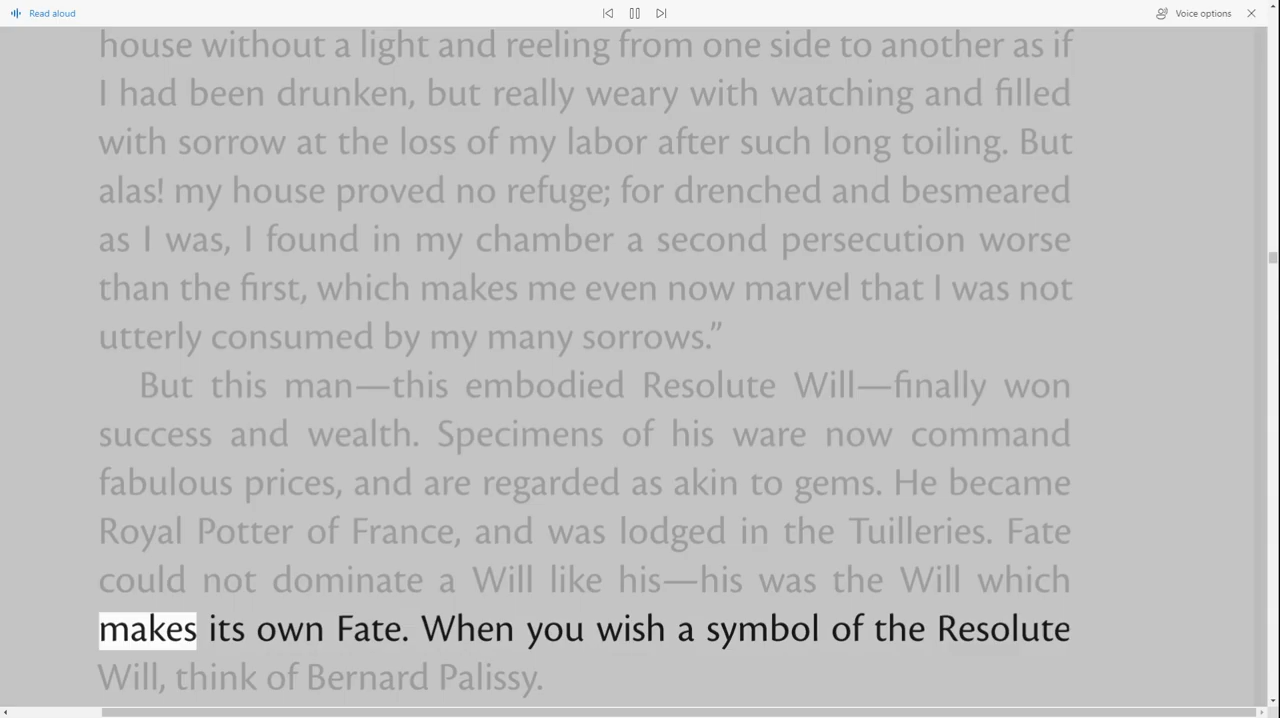 Read aloud
Voice options
house without a light and reeling from one side to another as if
I had been drunken, but really weary with watching and filled
with sorrow at the loss of my labor after such long toiling. But
alas! my house proved no refuge; for drenched and besmeared
as I was, I found in my chamber a second persecution worse
than the first, which makes me even now marvel that I was not
utterly consumed by my many sorrows.”
But this man—this embodied Resolute Will—finally won
success and wealth. Specimens of his ware now command
fabulous prices, and are regarded as akin to gems. He became
Royal Potter of France, and was lodged in the Tuilleries. Fate
could not dominate a Will like his—his was the Will which
makes its own Fate. When you wish a symbol of the Resolute
Will, think of Bernard Palissy.